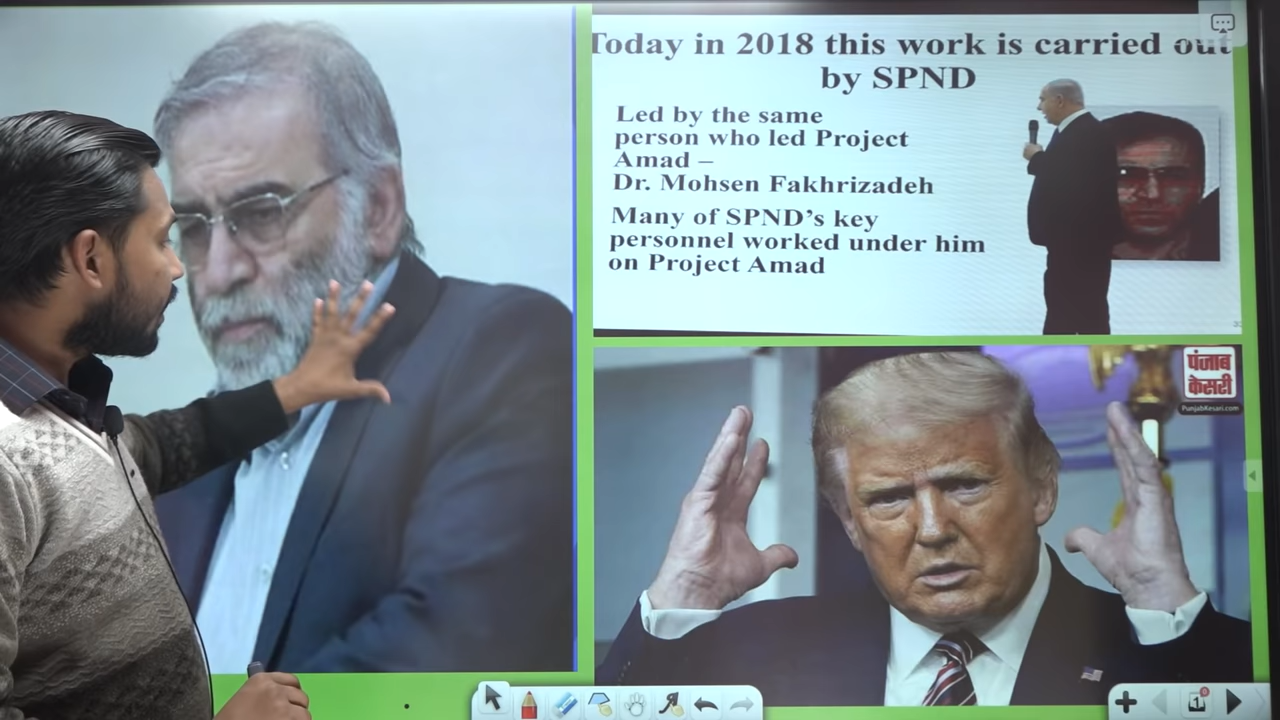 Today in 2018 this work is carried out
by SPND
Led by the same
person who led Project
Amad –
Dr. Mohsen Fakhrizadeh
Many of SPND's key
personnel worked under him
on Project Amad
पंजाब
केसरी
PunjabKesari.com
1